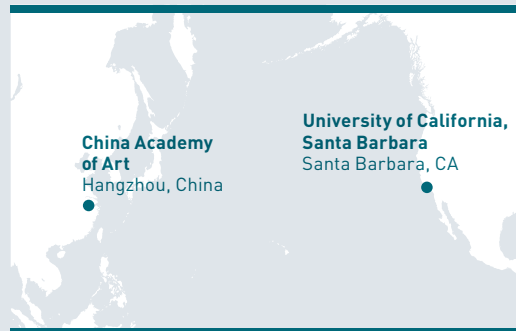 China Academy
of Art
Hangzhou, China
University of California,
Santa Barbara
Santa Barbara, CA